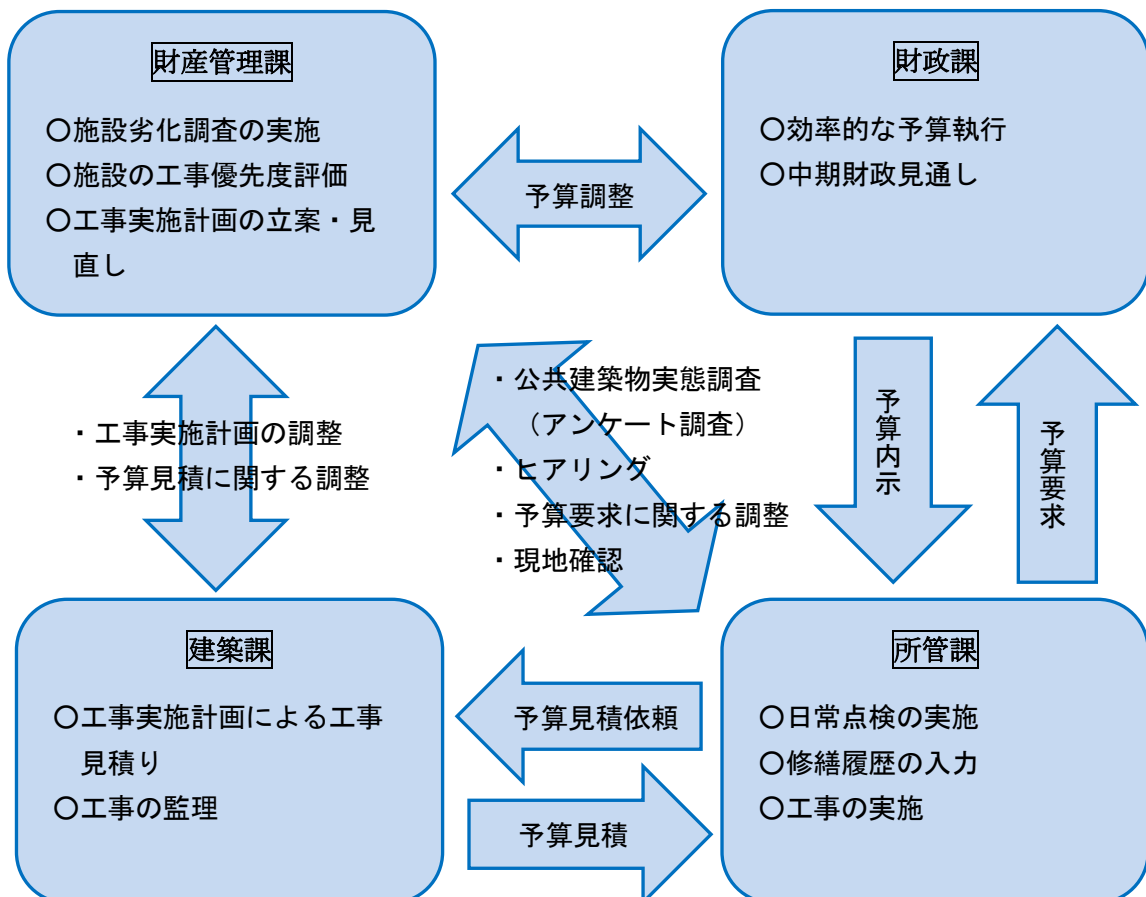 財産管理課
〇施設劣化調査の実施
〇施設の工事優先度評価
〇工事実施計画の立案・見
直し
予算調整
財政課
〇効率的な予算執行
〇中期財政見通し
・工事実施計画の調整
・予算見積に関する調整
・公共建築物実態調査
（アンケート調査）
・ヒアリング
・予算要求に関する調整
・現地確認
予算内示
予算要求
建築課
〇工事実施計画による工事
見積り
〇工事の監理
予算見積依頼
予算見積
所管課
〇日常点検の実施
〇修繕履歴の入力
〇工事の実施